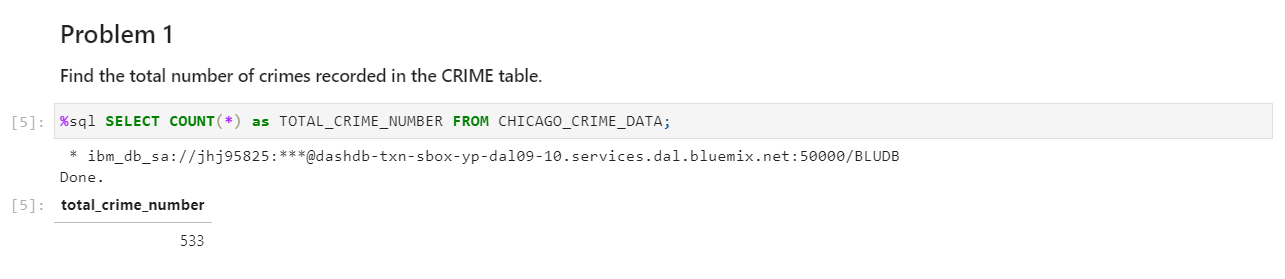 Problem 1
Find the total number of crimes recorded in the CRIME table.
[5]: %sql SELECT COUNT(*) as TOTAL_CRIME_NUMBER FROM CHICAGO_CRIME_DATA;
* ibm_db_sa://jhj95825:***@dashdb-txn-sbox-yp-dal09-10.services.dal.bluemix.net:50000/BLUDB
Done.
[5]: total_crime_number
533